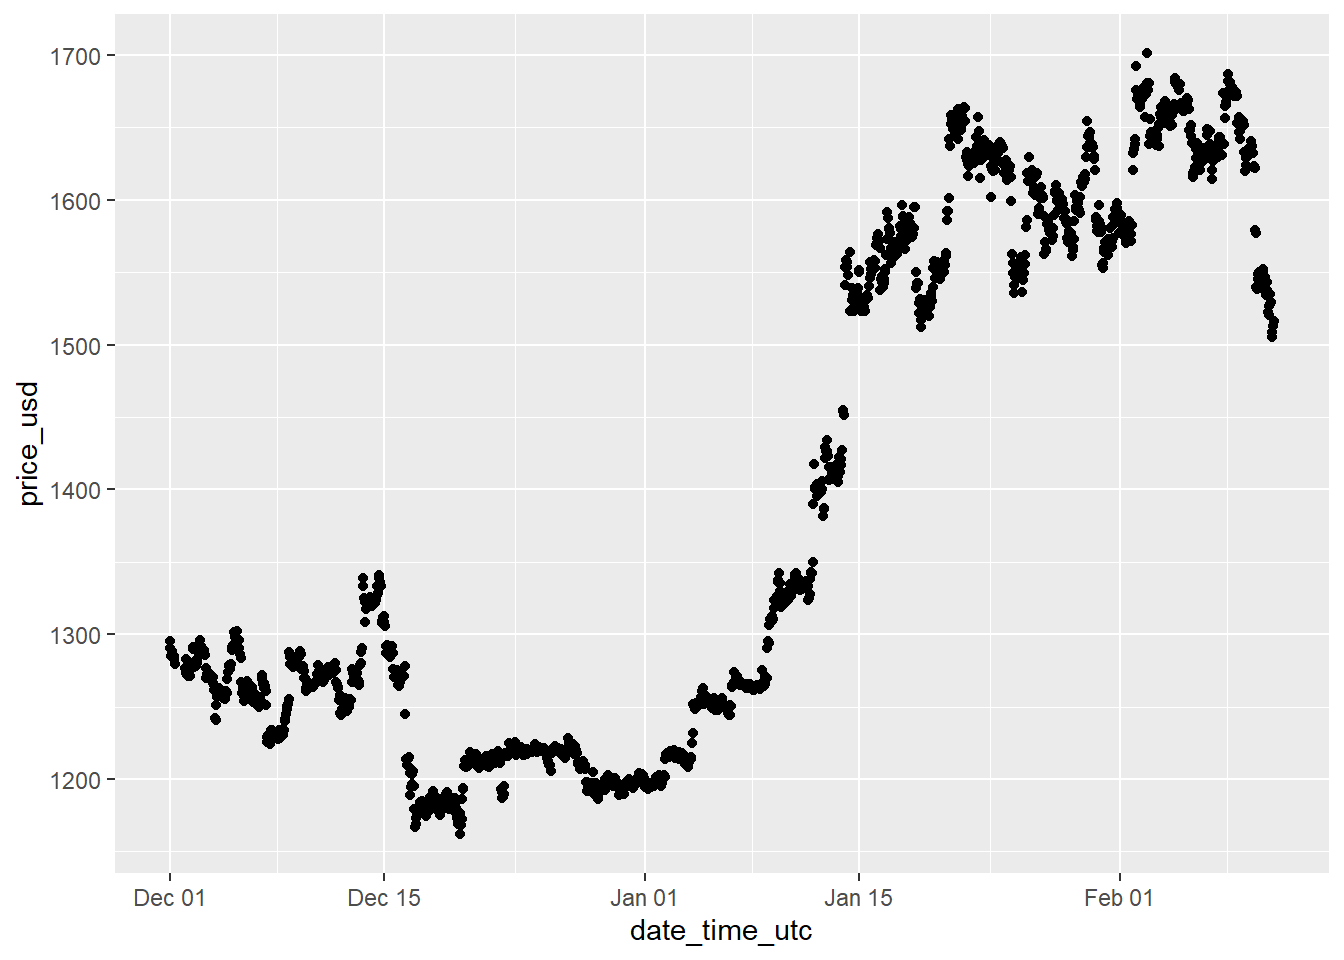 price_usd
1700
1600
1500
1400
1300
1200
Dec 01
Dec 15
Jan 01
Jan 15
Feb 01
date_time_utc